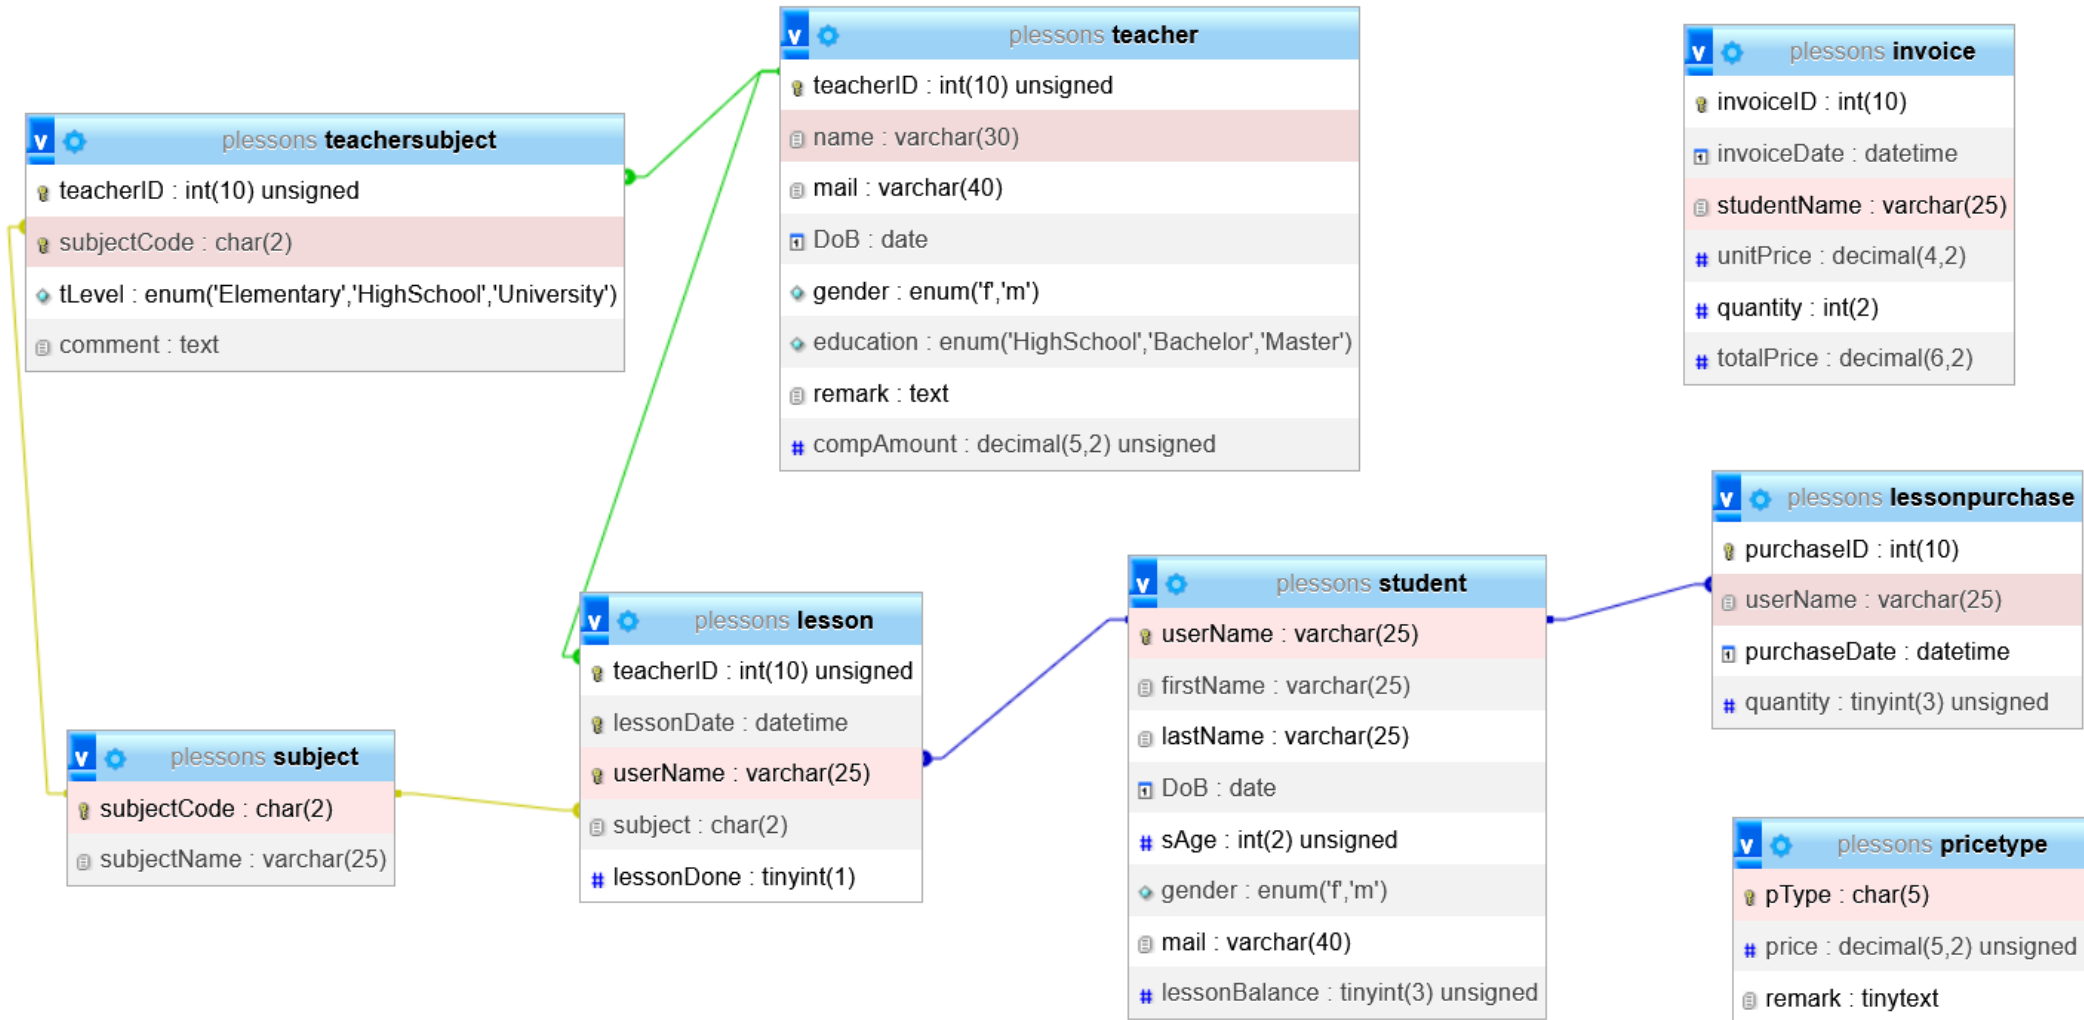 plessons teachersubject
teacherID : int(10) unsigned
subjectCode : char(2)
tLevel : enum('Elementary','HighSchool','University')
comment : text
plessons teacher
teacherID : int(10) unsigned
name : varchar(30)
mail : varchar(40)
DoB : date
gender : enum('f','m')
education : enum('HighSchool','Bachelor','Master')
remark : text
compAmount : decimal(5,2) unsigned
plessons invoice
invoiceID : int(10)
invoiceDate : datetime
studentName : varchar(25)
unitPrice : decimal(4,2)
quantity : int(2)
totalPrice : decimal(6,2)
plessons subject
subjectCode : char(2)
subjectName : varchar(25)
plessons lesson
teacherID : int(10) unsigned
lessonDate : datetime
userName : varchar(25)
subject : char(2)
lessonDone : tinyint(1)
plessons student
userName : varchar(25)
firstName : varchar(25)
lastName : varchar(25)
DoB : date
sAge : int(2) unsigned
gender : enum('f','m')
mail : varchar(40)
lessonBalance : tinyint(3) unsigned
plessons lessonpurchase
purchaseID : int(10)
userName : varchar(25)
purchaseDate : datetime
quantity : tinyint(3) unsigned
plessons pricetype
pType : char(5)
price : decimal(5,2) unsigned
remark : tinytext